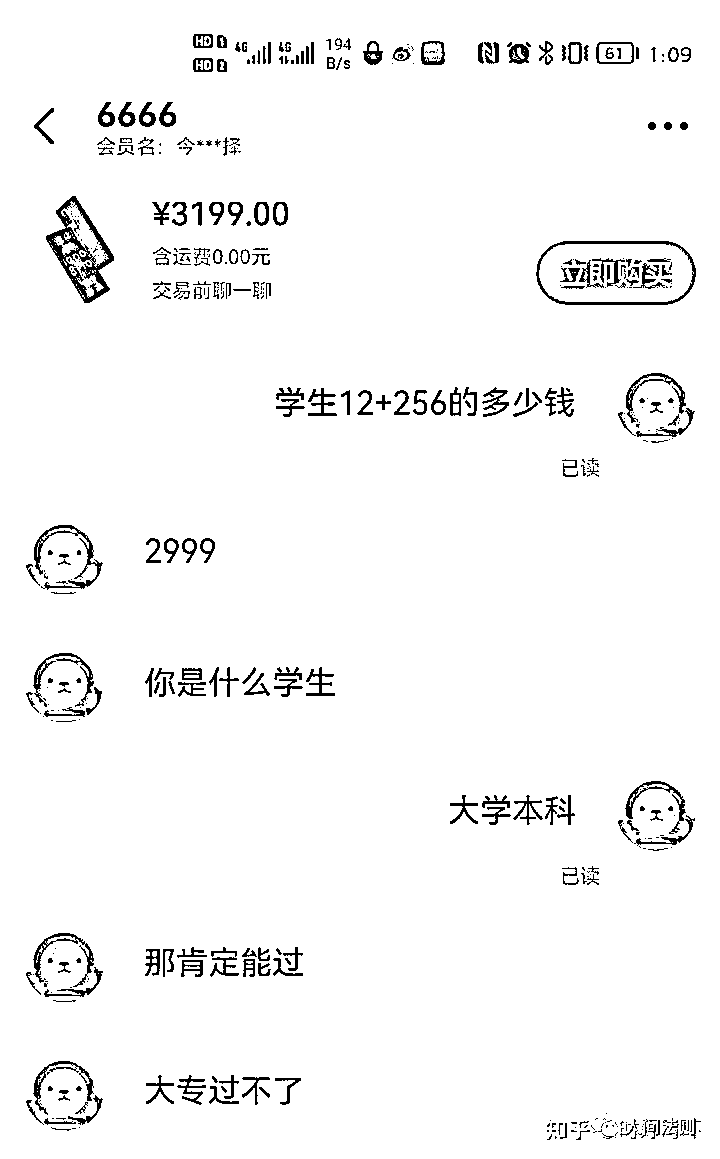 HD 1 4G 4G 194 61 1:09
HD 2 B/s
6666
会员名：今***择
¥3199.00
含运费0.00元
交易前聊一聊
立即购买
学生12+256的多少钱
已读
2999
你是什么学生
大学本科
已读
那肯定能过
大专过不了
知乎 @时间法则